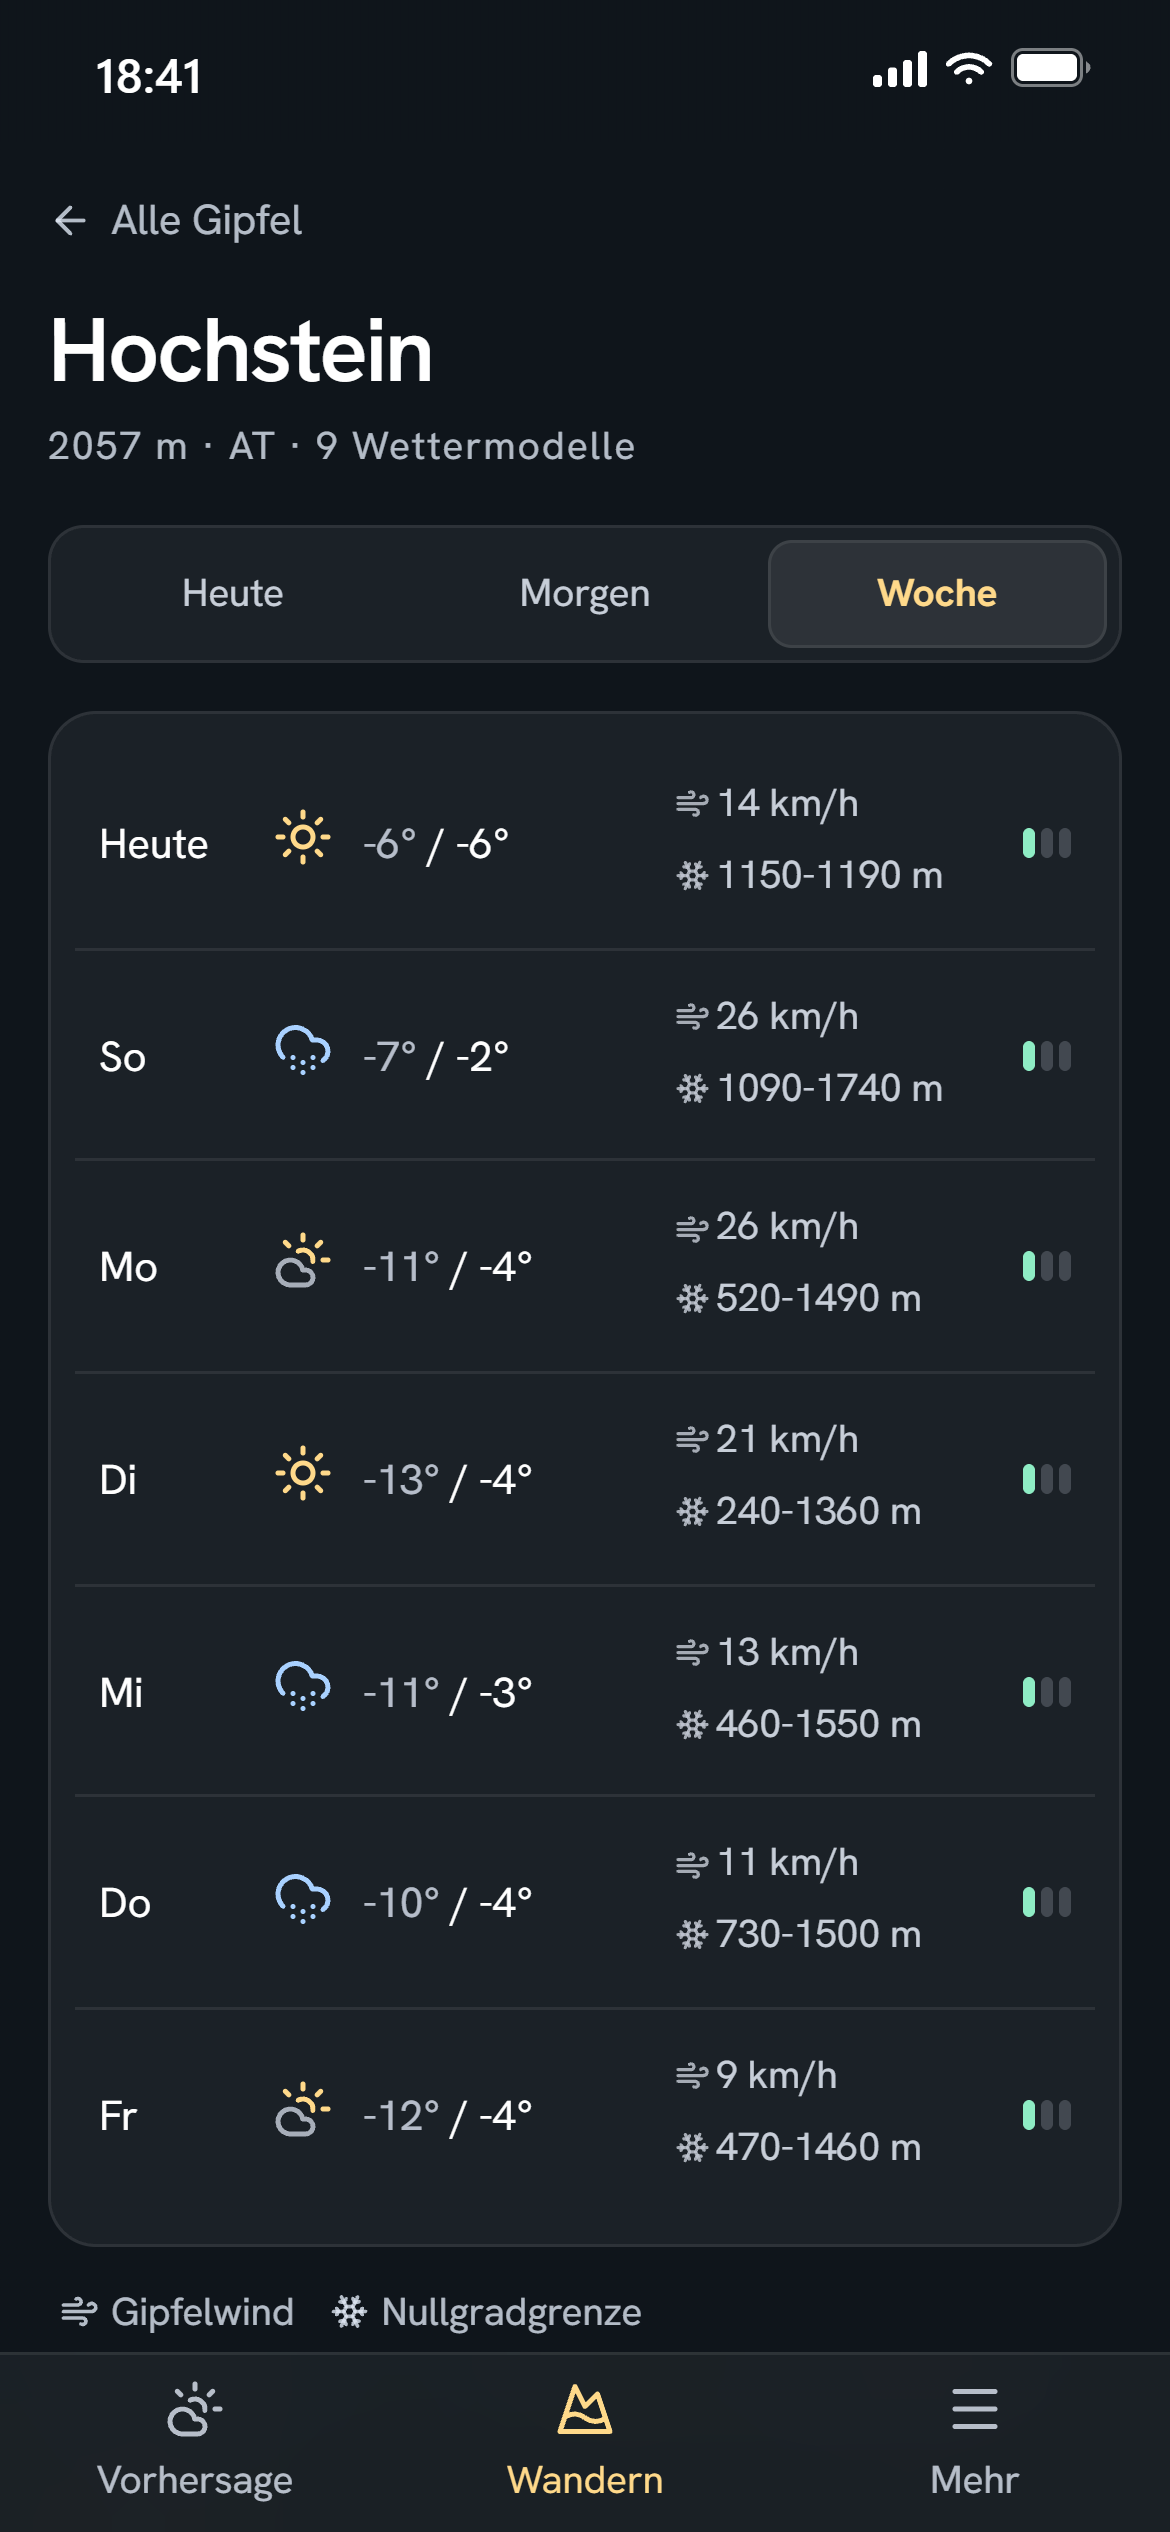 18:41
Alle Gipfel
Hochstein
2057 m · AT · 9 Wettermodelle
Heute Morgen Woche
14 km/h
Heute -6° / -6°
1150-1190 m
26 km/h
So -7° / -2°
1090-1740 m
26 km/h
Mo -11° / -4°
520-1490 m
21 km/h
Di -13° / -4°
240-1360 m
13 km/h
Mi -11° / -3°
460-1550 m
11 km/h
Do -10° / -4°
730-1500 m
9 km/h
Fr -12° / -4°
470-1460 m
Gipfelwind Nullgradgrenze
Vorhersage Wandern Mehr